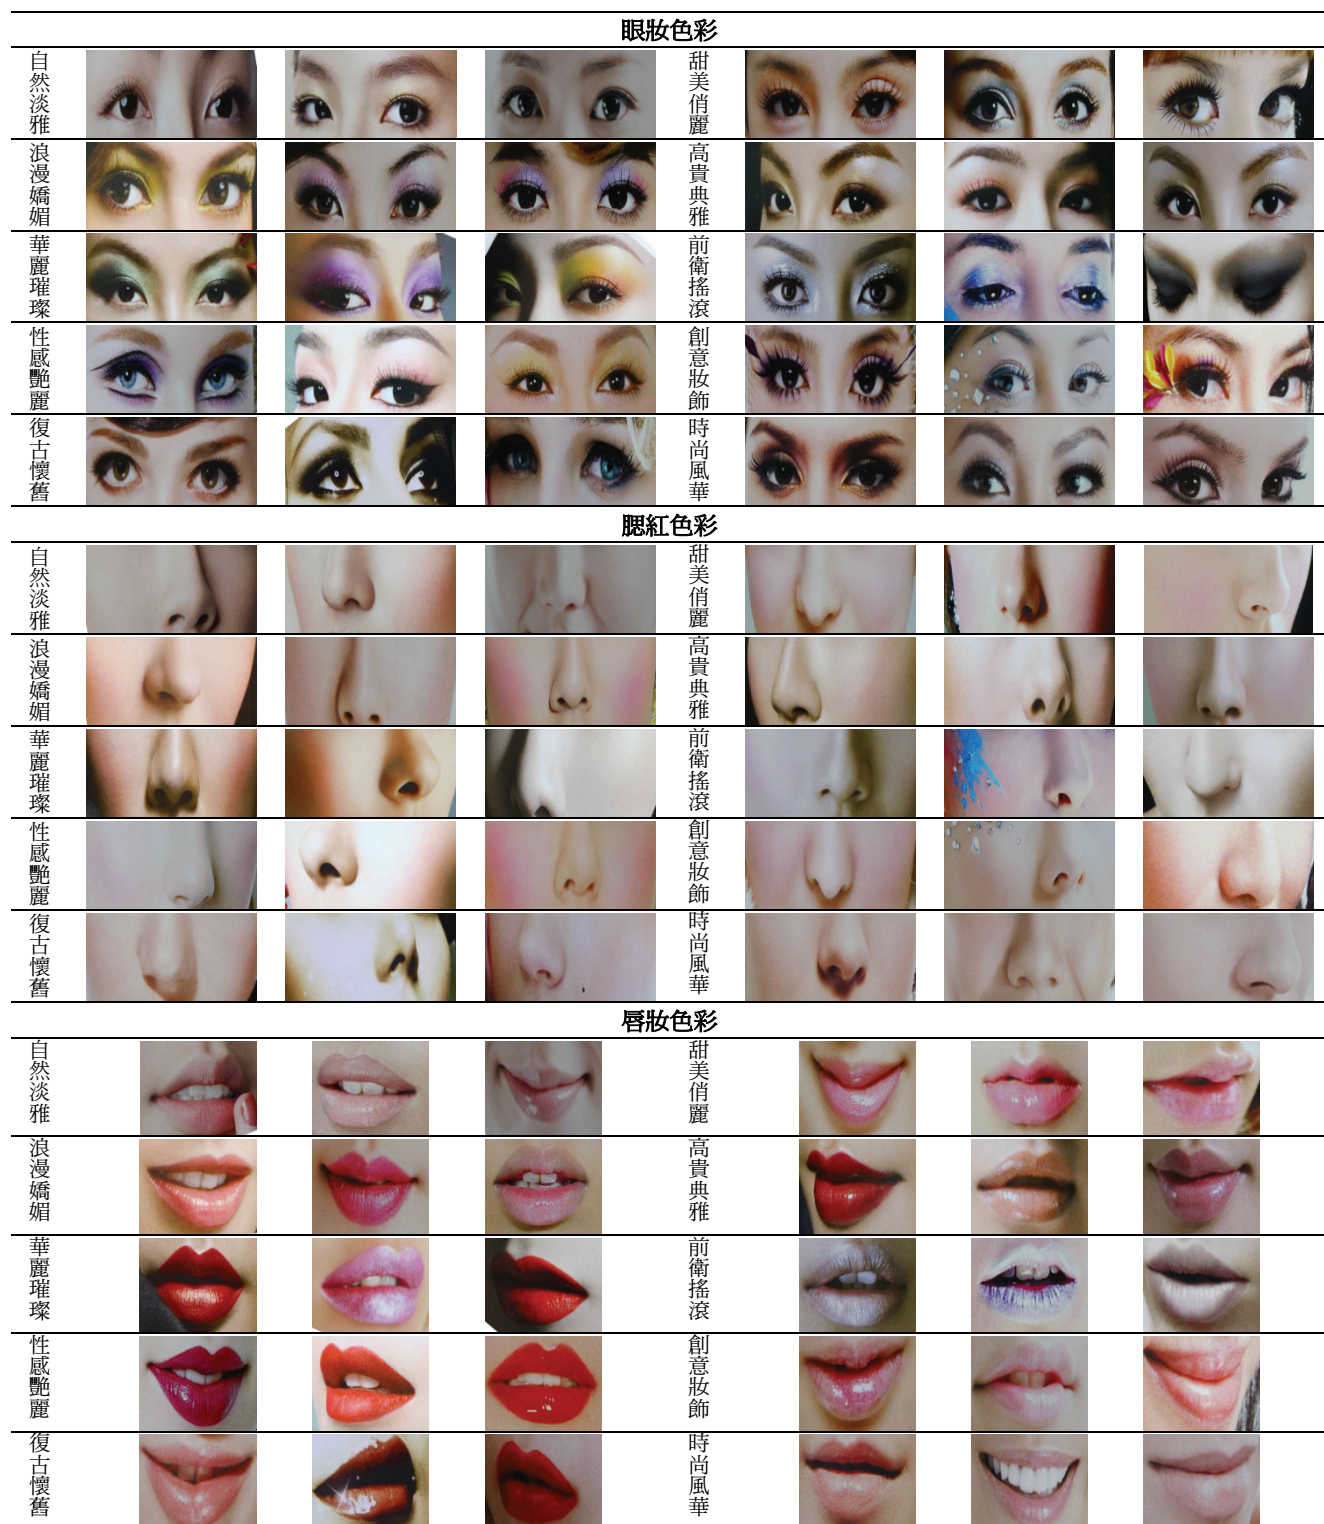 眼妝色彩
自然淡雅
甜美俏麗
浪漫嬌媚
高貴典雅
華麗璀璨
前衛搖滾
性感艷麗
創意妝飾
復古懷舊
時尚風華
腮紅色彩
自然淡雅
甜美俏麗
浪漫嬌媚
高貴典雅
華麗璀璨
前衛搖滾
性感艷麗
創意妝飾
復古懷舊
時尚風華
唇妝色彩
自然淡雅
甜美俏麗
浪漫嬌媚
高貴典雅
華麗璀璨
前衛搖滾
性感艷麗
創意妝飾
復古懷舊
時尚風華